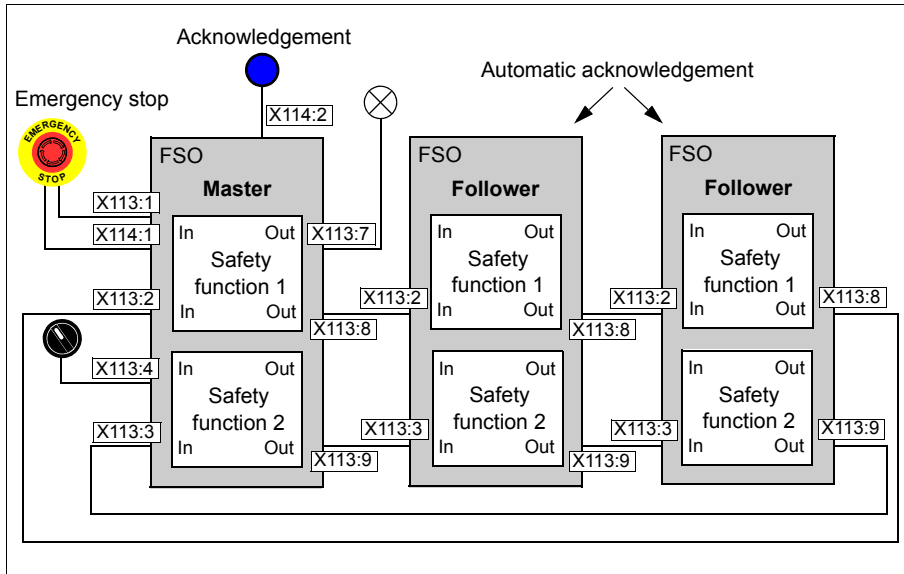 Acknowledgement
Automatic acknowledgement
Emergency stop
EMERGENCY
STOP
X114:2
FSO
Master
X113:1
X114:1
X113:2
X113:4
X113:3
In Out
Safety
function 1
In Out
In Out
Safety
function 2
In Out
X113:7
X113:8
X113:9
FSO
Follower
X113:2
X113:3
In Out
Safety
function 1
In Out
In Out
Safety
function 2
In Out
X113:8
X113:9
FSO
Follower
X113:2
X113:3
In Out
Safety
function 1
In Out
In Out
Safety
function 2
In Out
X113:8
X113:9